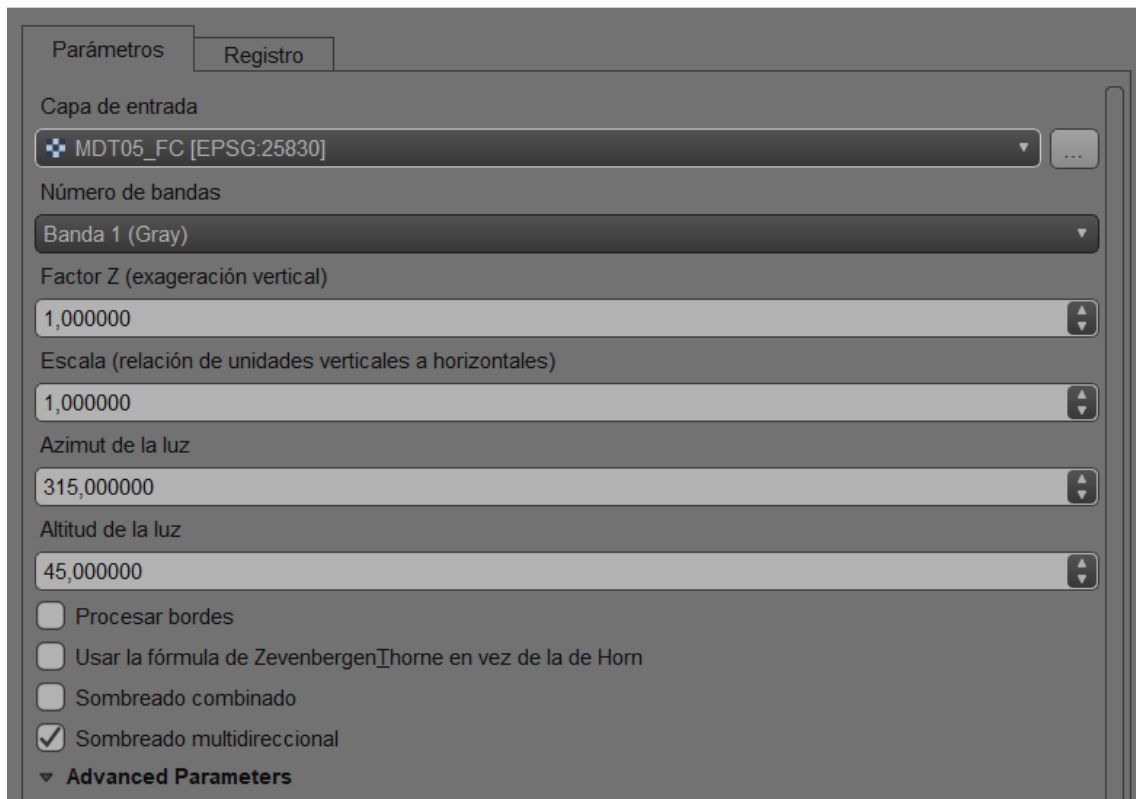 Parámetros
Registro
Capa de entrada
MDT05_FC [EPSG:25830]
...
Número de bandas
Banda 1 (Gray)
Factor Z (exageración vertical)
1,000000
Escala (relación de unidades verticales a horizontales)
1,000000
Azimut de la luz
315,000000
Altitud de la luz
45,000000
Procesar bordes
Usar la fórmula de ZevenbergenThorne en vez de la de Horn
Sombreado combinado
Sombreado multidireccional
Advanced Parameters